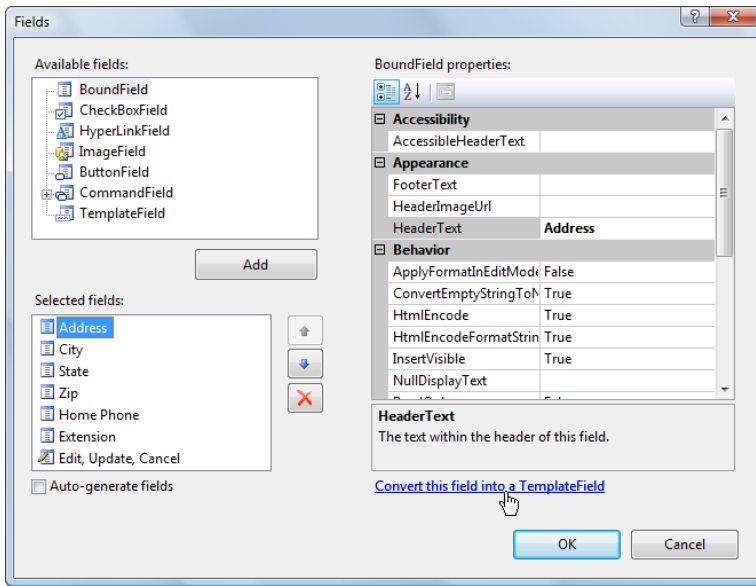 Fields
Available fields:
BoundField
CheckBoxField
HyperLinkField
ImageField
ButtonField
CommandField
TemplateField
Add
Selected fields:
Address
City
State
Zip
Home Phone
Extension
Edit, Update, Cancel
Auto-generate fields
BoundField properties:
Accessibility
AccessibleHeaderText
Appearance
FooterText
HeaderImageUrl
HeaderText Address
Behavior
ApplyFormatInEditMode False
ConvertEmptyStringToN True
HtmlEncode True
HtmlEncodeFormatStrin True
InsertVisible True
NullDisplayText
HeaderText
The text within the header of this field.
Convert this field into a TemplateField
OK Cancel